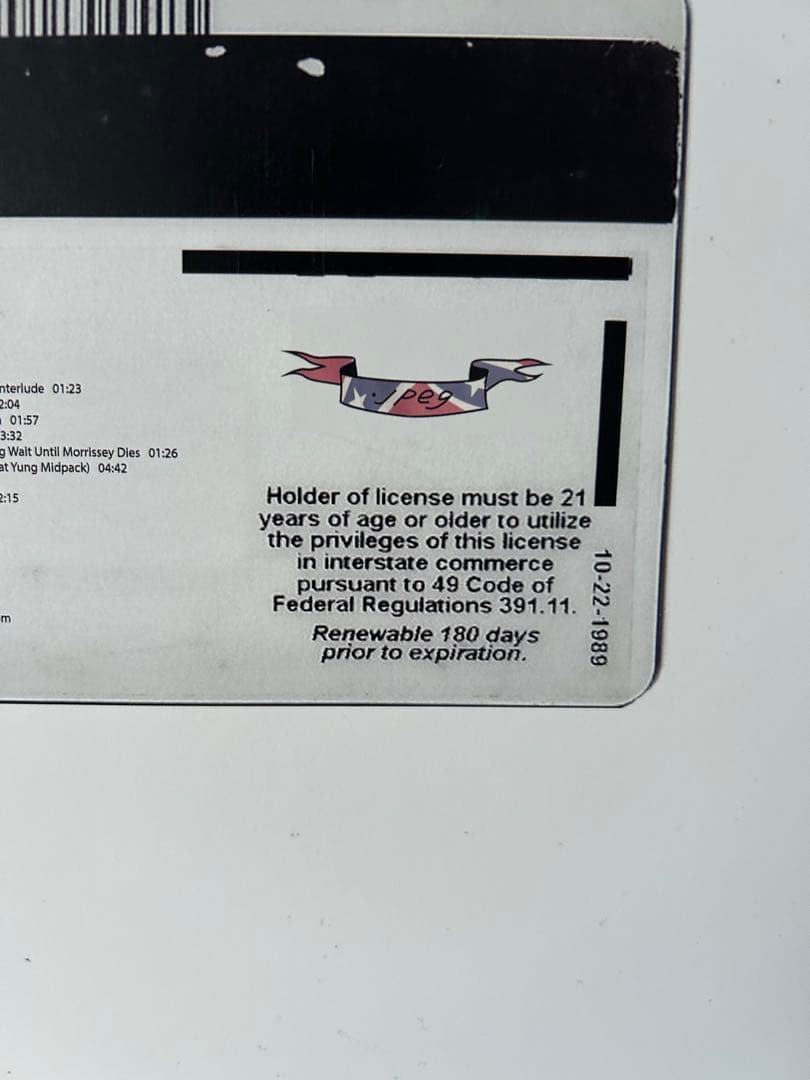 nterlude 01:23
2:04
01:57
3:32
g Wait Until Morrissey Dies 01:26
at Yung Midpack) 04:42
2:15
m
.jpeg
Holder of license must be 21
years of age or older to utilize
the privileges of this license
in interstate commerce
pursuant to 49 Code of
Federal Regulations 391.11.
Renewable 180 days
prior to expiration.
10-22-1989